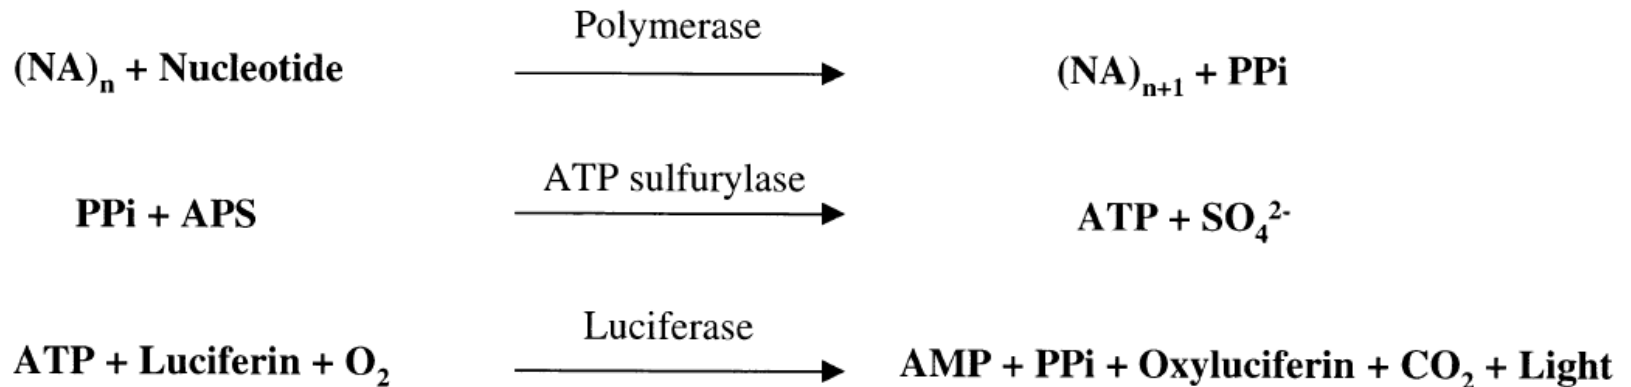 Polymerase
(NA)n + Nucleotide (NA)n+1 + PPi
ATP sulfurylase
PPi + APS ATP + SO42-
Luciferase
ATP + Luciferin + O2 AMP + PPi + Oxyluciferin + CO2 + Light